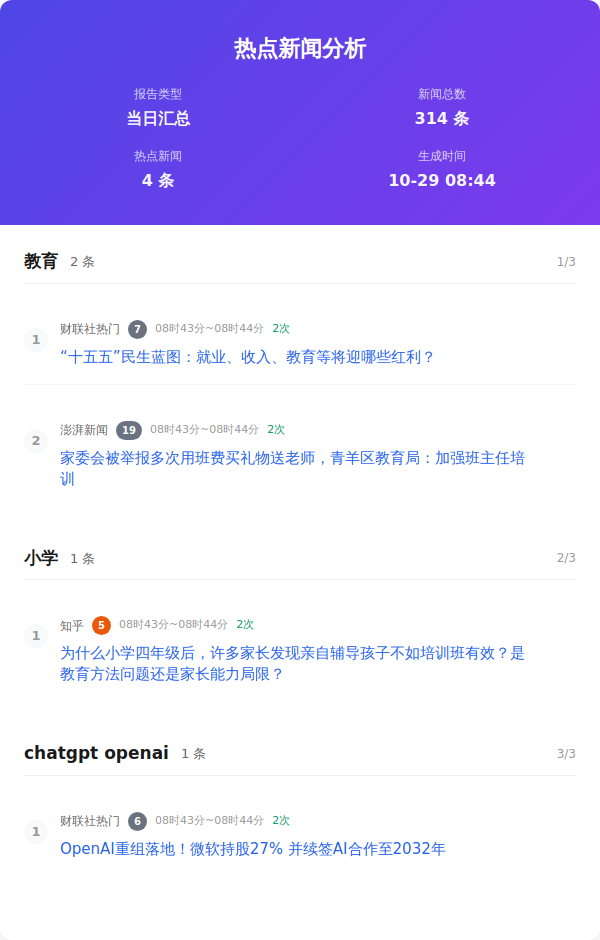 热点新闻分析
报告类型
新闻总数
当日汇总
314 条
热点新闻
生成时间
4 条
10-29 08:44
教育 2 条 1/3
1 财联社热门 7 08时43分~08时44分 2次
“十五五”民生蓝图：就业、收入、教育等将迎哪些红利？
2 澎湃新闻 19 08时43分~08时44分 2次
家委会被举报多次用班费买礼物送老师，青羊区教育局：加强班主任培
训
小学 1 条 2/3
1 知乎 5 08时43分~08时44分 2次
为什么小学四年级后，许多家长发现亲自辅导孩子不如培训班有效？是
教育方法问题还是家长能力局限？
chatgpt openai 1 条 3/3
1 财联社热门 6 08时43分~08时44分 2次
OpenAI重组落地！微软持股27% 并续签AI合作至2032年